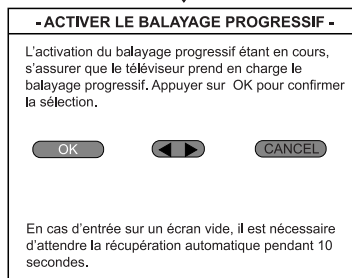 - ACTIVER LE BALAYAGE PROGRESSIF -
L'activation du balayage progressif étant en cours,
s'assurer que le téléviseur prend en charge le
balayage progressif. Appuyer sur OK pour confirmer
la sélection.
OK
CANCEL
En cas d'entrée sur un écran vide, il est nécessaire
d'attendre la récupération automatique pendant 10
secondes.